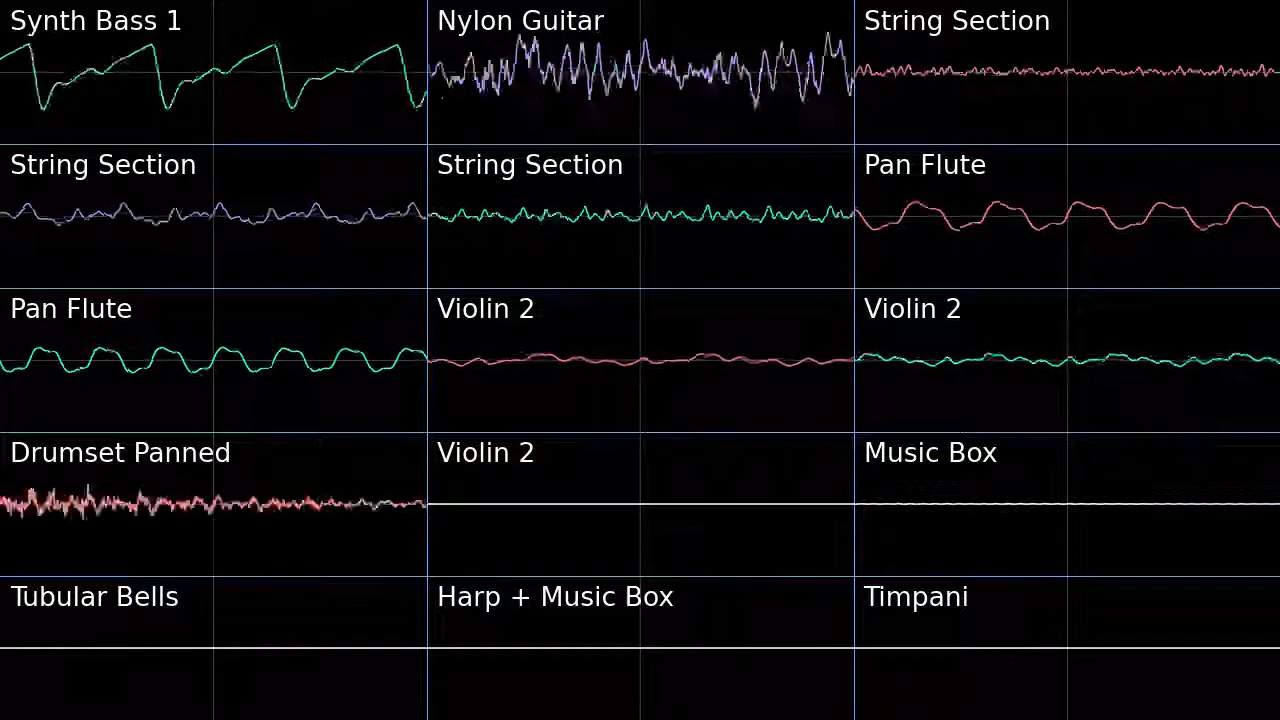 Synth Bass 1
Nylon Guitar
String Section
String Section
String Section
Pan Flute
Pan Flute
Violin 2
Violin 2
Drumset Panned
Violin 2
Music Box
Tubular Bells
Harp + Music Box
Timpani